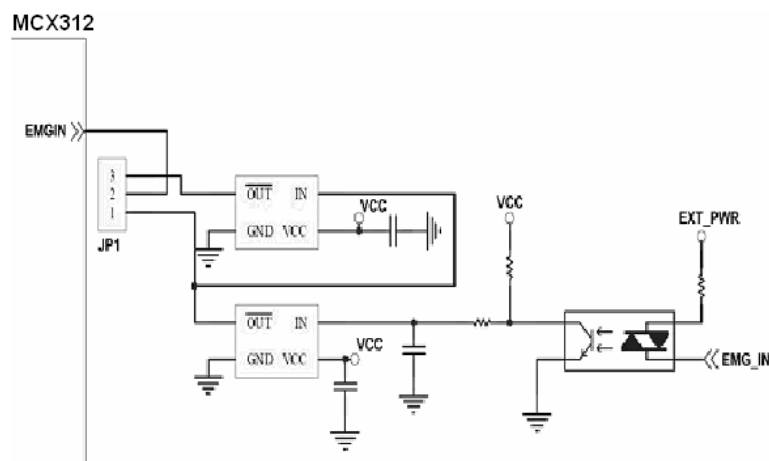 MCX312
EMGIN
3
2
1
JP1
OUT IN
GND VCC
VCC
OUT IN
GND VCC
VCC
VCC
EXT_PWR
EMG_IN